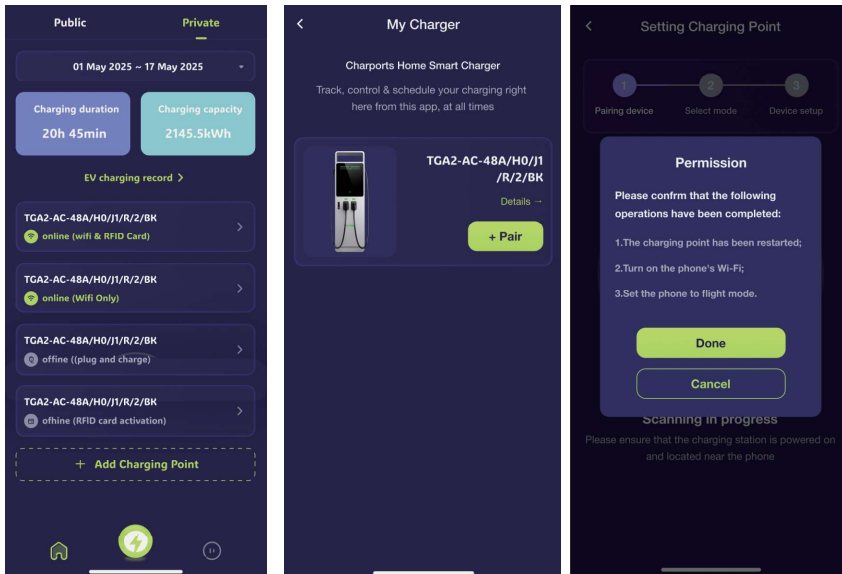 Public
Private
01 May 2025 ~ 17 May 2025
Charging duration
20h 45min
Charging capacity
2145.5kWh
EV charging record >
TGA2-AC-48A/H0/J1/R/2/BK
online (wifi & RFID Card)
TGA2-AC-48A/H0/J1/R/2/BK
online (Wifi Only)
TGA2-AC-48A/H0/J1/R/2/BK
offine ((plug and charge)
TGA2-AC-48A/H0/J1/R/2/BK
ofhine (RFID card activation)
+ Add Charging Point
My Charger
Charports Home Smart Charger
Track, control & schedule your charging right
here from this app, at all times
TGA2-AC-48A/H0/J1
/R/2/BK
Details →
+ Pair
Setting Charging Point
1
2
3
Pairing device
Select mode
Device setup
Permission
Please confrm that the following
operations have been completed:
1.The charging point has been restarted;
2.Turn on the phone's Wi-Fi;
3.Set the phone to flight mode.
Done
Cancel
Scanning in progress
Please ensure that the charging station is powered on
and located near the phone